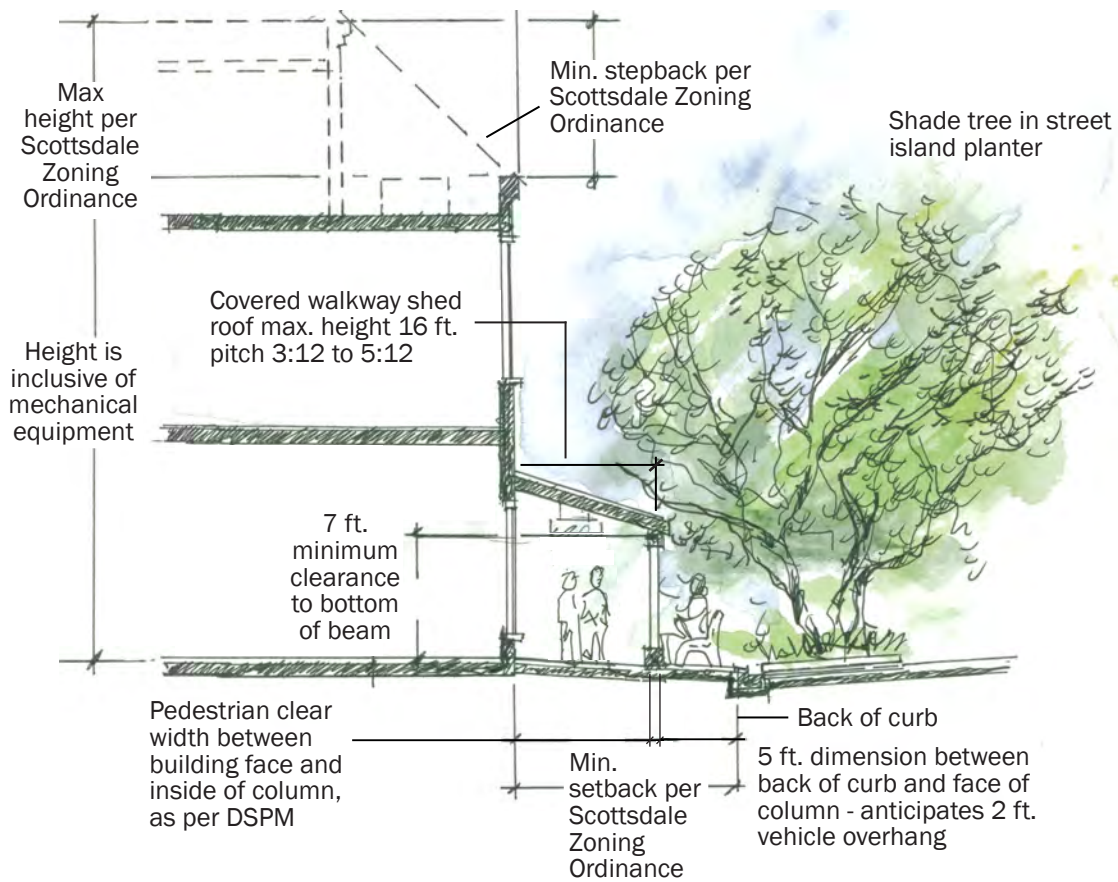 Max
height per
Scottsdale
Zoning
Ordinance
Min. stepback per
Scottsdale Zoning
Ordinance
Shade tree in street
island planter
Covered walkway shed
roof max. height 16 ft.
pitch 3:12 to 5:12
Height is
inclusive of
mechanical
equipment
7 ft.
minimum
clearance
to bottom
of beam
Pedestrian clear
width between
building face and
inside of column,
as per DSPM
Min.
setback per
Scottsdale
Zoning
Ordinance
Back of curb
5 ft. dimension between
back of curb and face of
column - anticipates 2 ft.
vehicle overhang